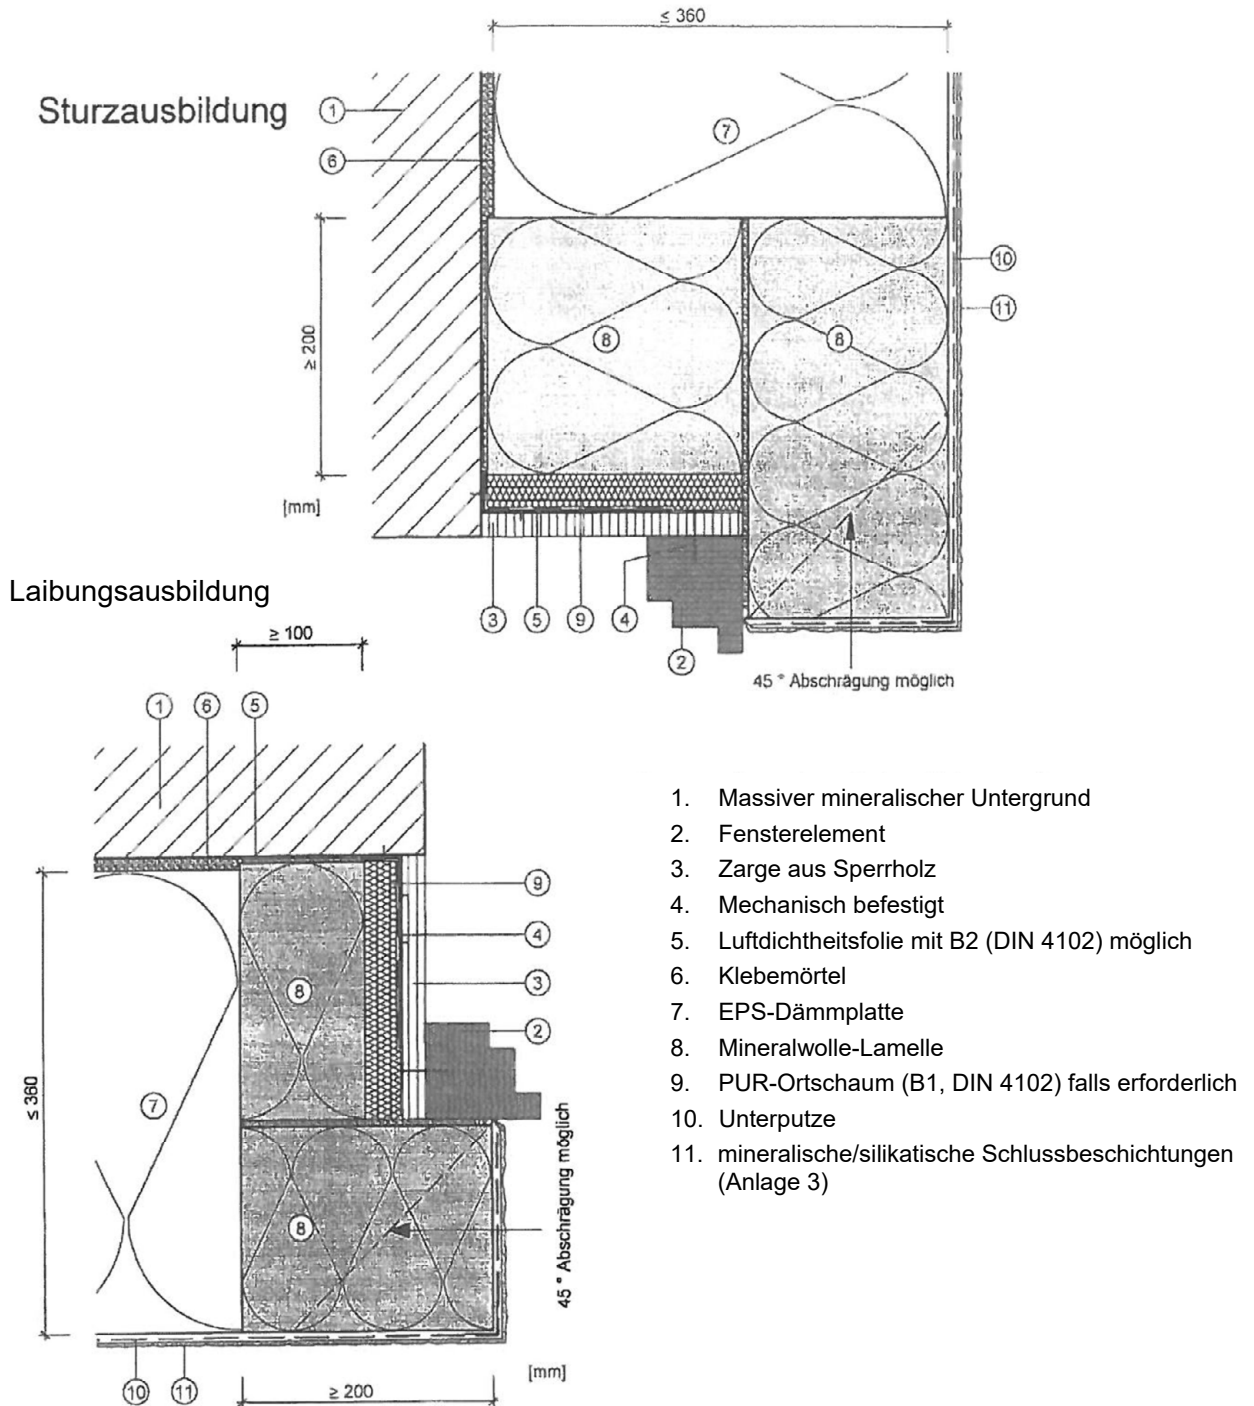 ≤ 360
Sturzausbildung
1
7
6
10
11
≥ 200
8
8
[mm]
3
5
9
4
2
45 ° Abschrägung möglich
Laibungsausbildung
≥ 100
1
6
5
9
4
8
3
2
≤ 360
7
8
45 ° Abschrägung möglich
10
11
[mm]
≥ 200
1. Massiver mineralischer Untergrund
2. Fensterelement
3. Zarge aus Sperrholz
4. Mechanisch befestigt
5. Luftdichtheitsfolie mit B2 (DIN 4102) möglich
6. Klebemörtel
7. EPS-Dämmplatte
8. Mineralwolle-Lamelle
9. PUR-Ortschaum (B1, DIN 4102) falls erforderlich
10. Unterputze
11. mineralische/silikatische Schlussbeschichtungen
(Anlage 3)